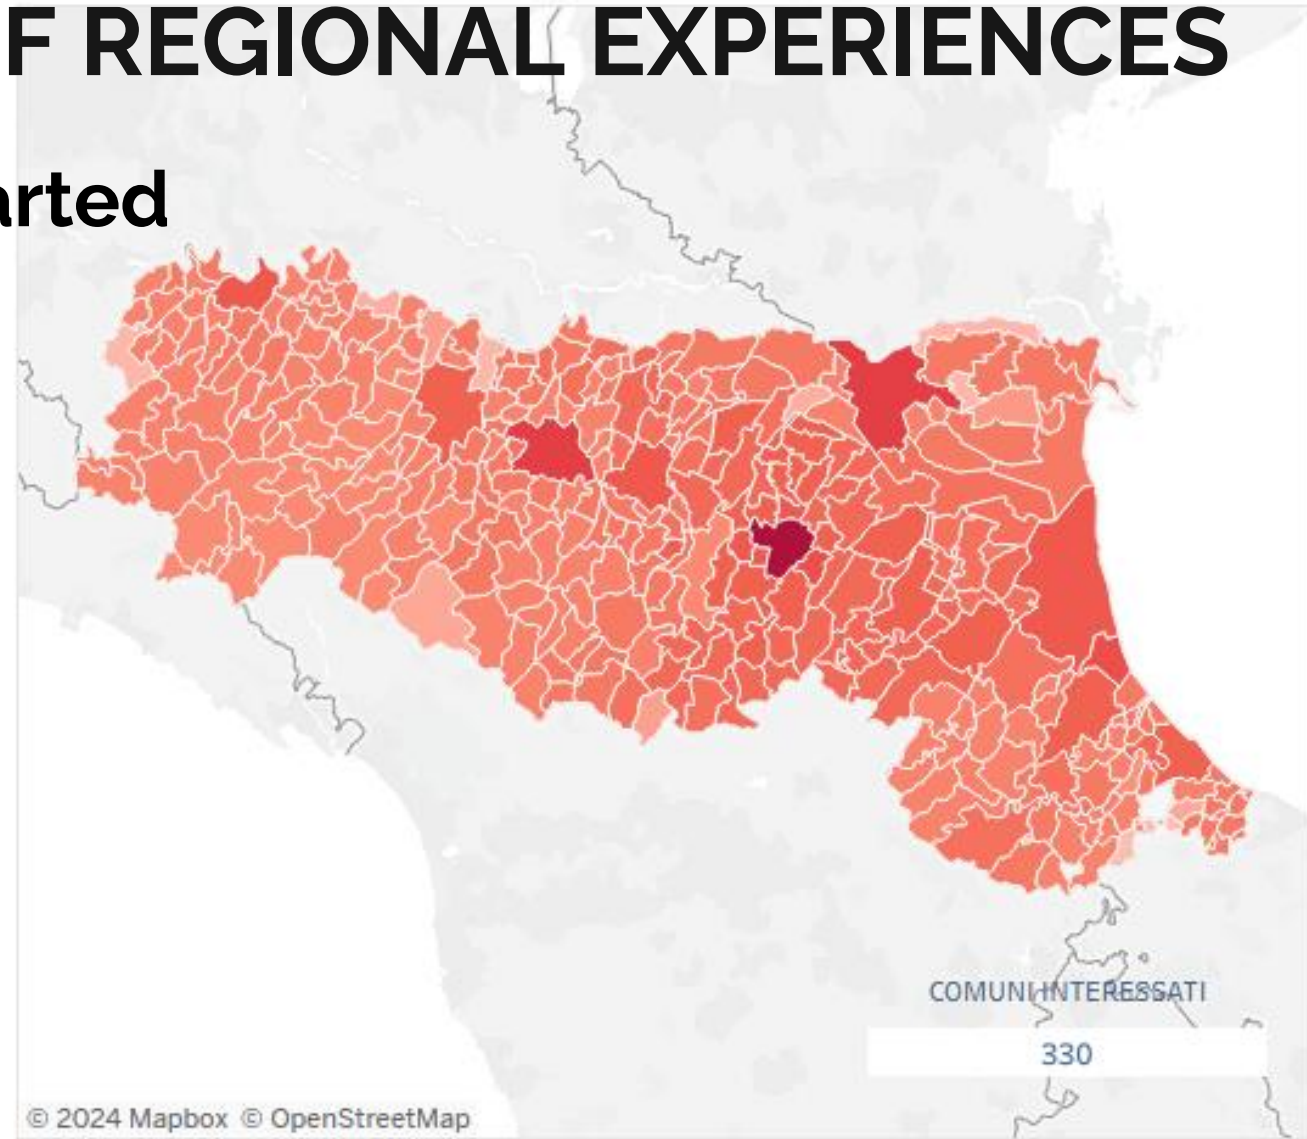 F REGIONAL EXPERIENCES
arted
COMUNI INTERESSATI
330
© 2024 Mapbox © OpenStreetMap